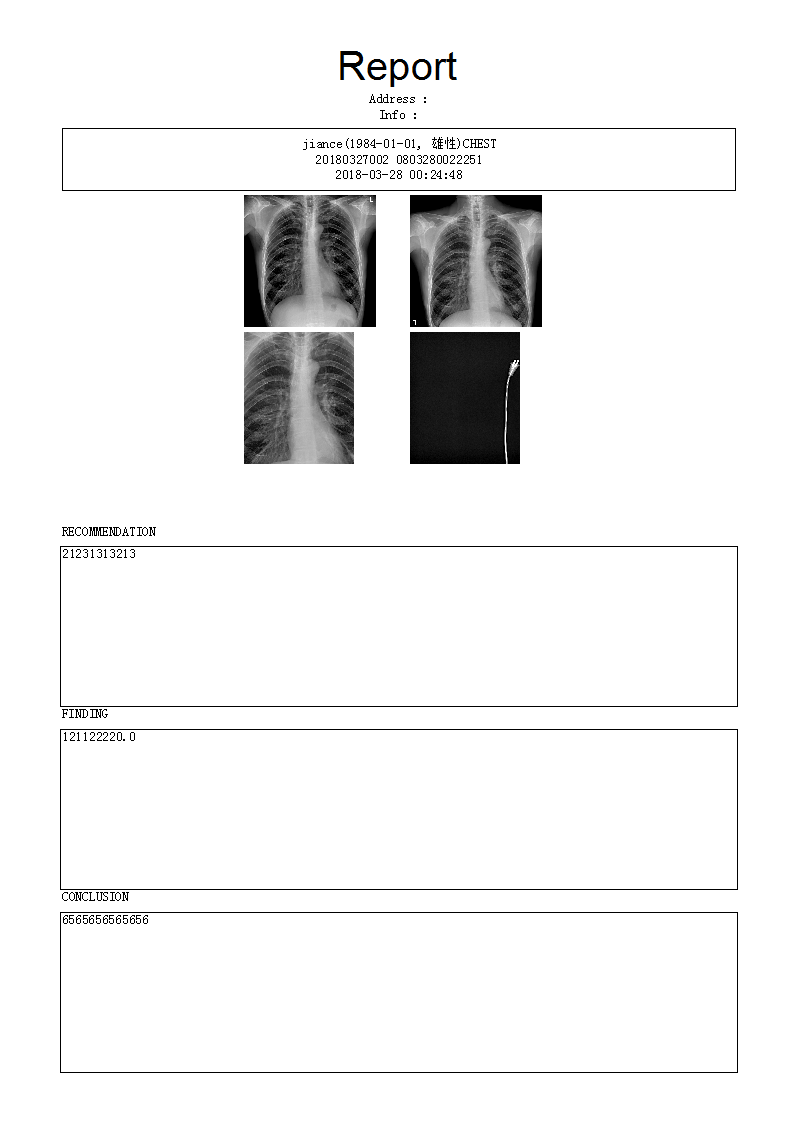 Report
Address :
Info :
jiance(1984-01-01, 雄性)CHEST
20180327002 0803280022251
2018-03-28 00:24:48
L
RECOMMENDATION
21231313213
FINDING
121122220.0
CONCLUSION
6565656565656